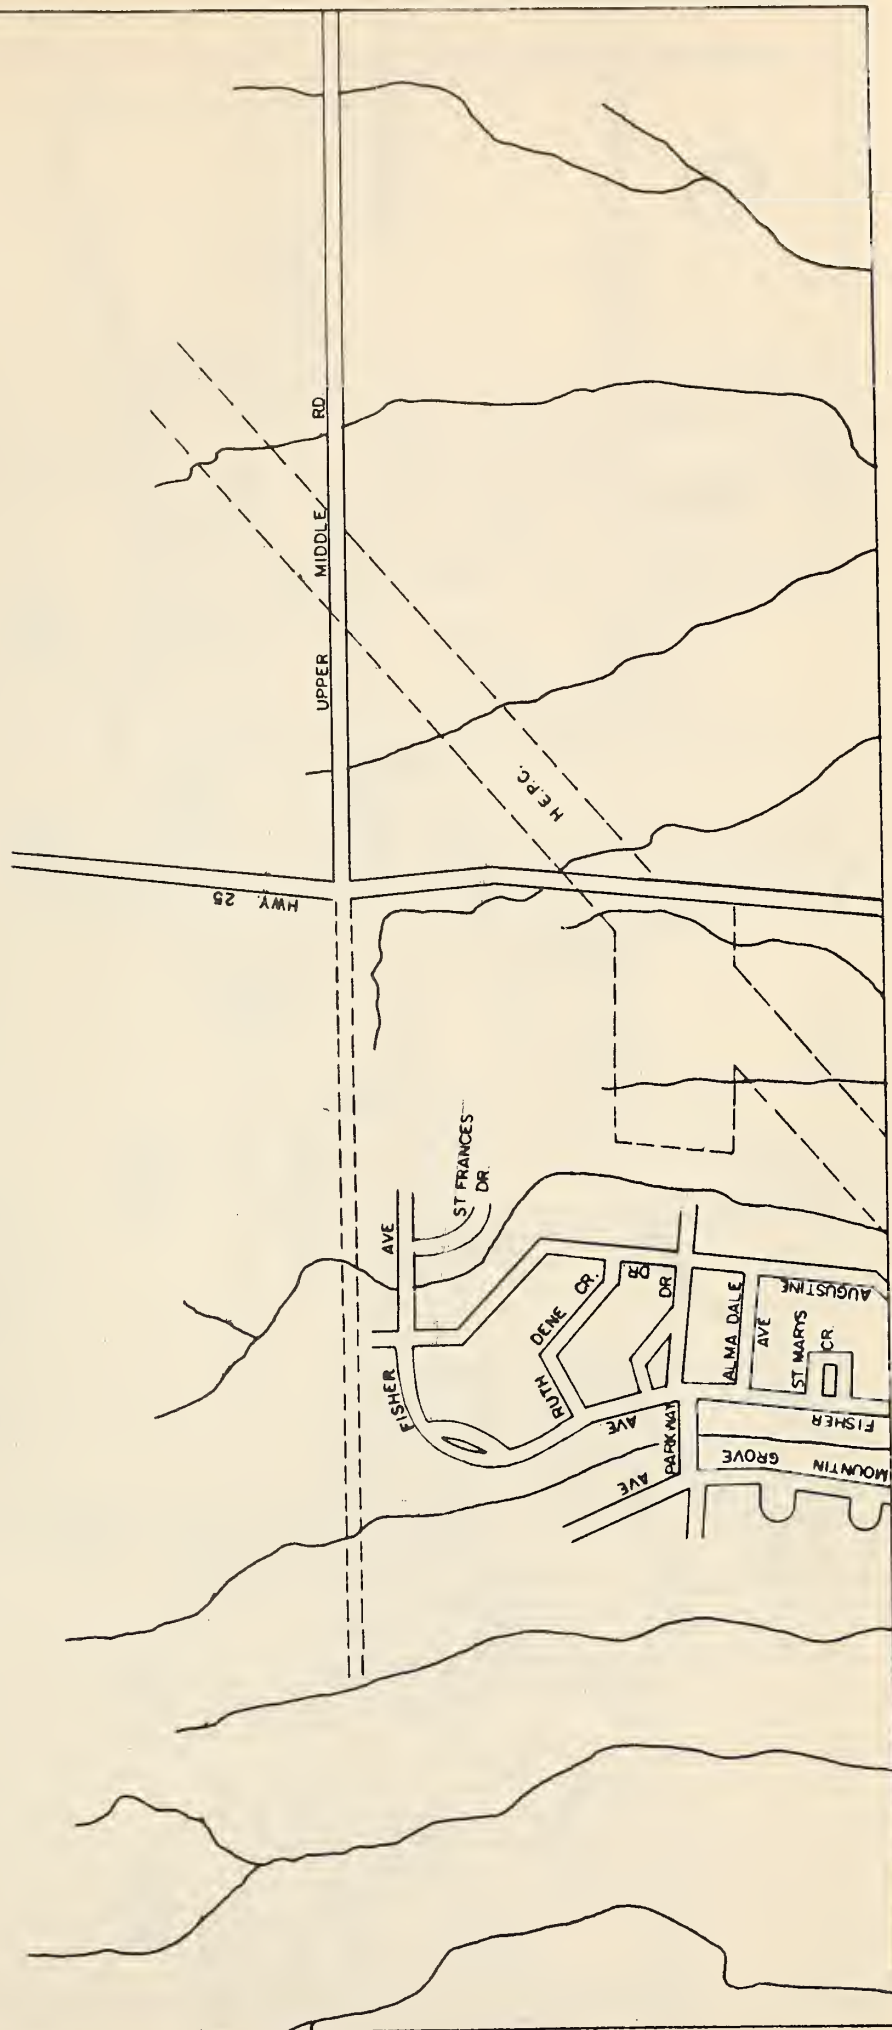 UPPER MIDDLE RD
H.E.P.C.
HWY. 25
ST FRANCES
DR.
AVE
FISHER
RUTH DENE CR.
DR
DR
AVE
AVE
PARKWAY
ALMA DALE
AVE
ST MARYS
CR.
AUGUSTINE
FISHER
MOUNTIN
GROVE